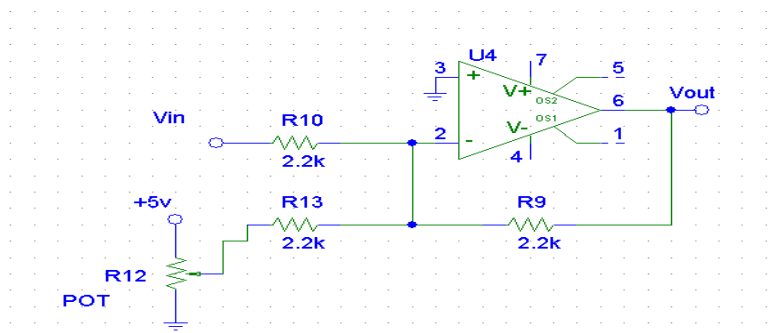 U4
3
+
7
5
V+
OS2
Vout
6
Vin
R10
OS1
2
-
V-
1
2.2k
4
+5v
R13
R9
2.2k
2.2k
R12
POT